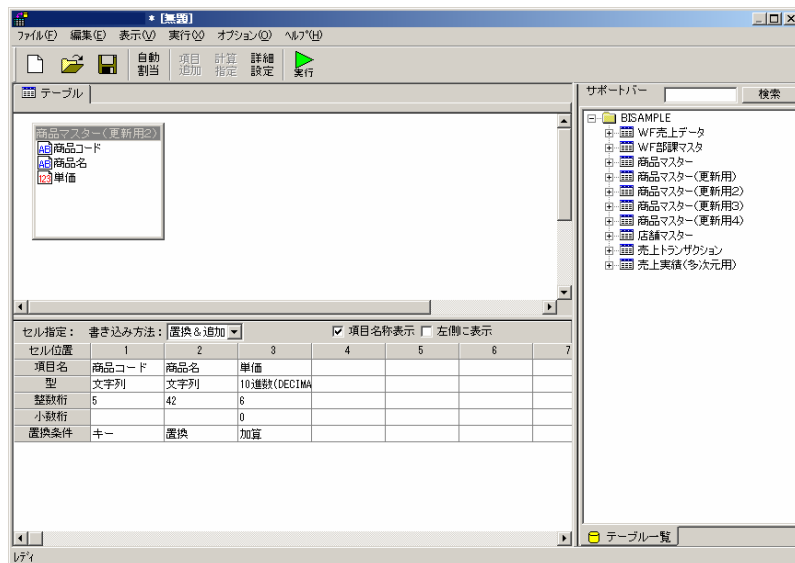 * [無題]
ファイル(F) 編集(E) 表示(V) 実行(X) オプション(O) ヘルプ(H)
自動割当 項目追加 計算指定 詳細設定 実行
テーブル
商品マスター(更新用2)
商品コード
商品名
単価
セル指定: 書き込み方法: 置換&追加 項目名称表示 左側に表示
セル位置 1 2 3 4 5 6 7
項目名 商品コード 商品名 単価
型 文字列 文字列 10進数(DECIMA
整数桁 5 42 6
小数桁 0
置換条件 キー 置換 加算
レディ
サポートバー 検索
BISAMPLE
WF売上データ
WF部課マスタ
商品マスター
商品マスター(更新用)
商品マスター(更新用2)
商品マスター(更新用3)
商品マスター(更新用4)
店舗マスター
売上トランザクション
売上実績(多次元用)
テーブル一覧